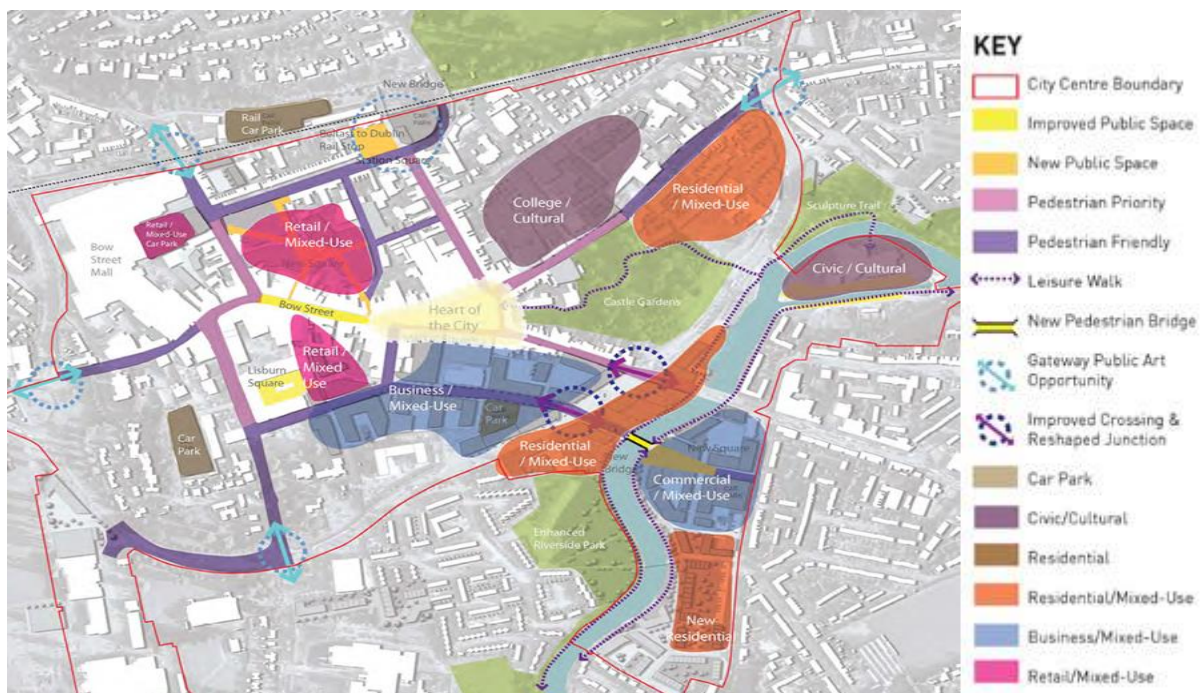 New Bridge
Rail
Car Park
Belfast to Dublin
Rail Stop
Station Square
Car
Park
Retail /
Mixed-Use
Car Park
Bow
Street
Mall
Retail /
Mixed-Use
New Square
College /
Cultural
Residential
/ Mixed-Use
Sculpture Trail
Civic / Cultural
Castle Gardens
Bow Street
Heart of
the City
Retail /
Mixed
Use
Lisburn
Square
Business /
Mixed-Use
Car
Park
Car
Park
Residential
/ Mixed-Use
New
Bridge
New Square
Commercial
/ Mixed-Use
Enhanced
Riverside Park
New
Residential
KEY
City Centre Boundary
Improved Public Space
New Public Space
Pedestrian Priority
Pedestrian Friendly
Leisure Walk
New Pedestrian Bridge
Gateway Public Art
Opportunity
Improved Crossing &
Reshaped Junction
Car Park
Civic/Cultural
Residential
Residential/Mixed-Use
Business/Mixed-Use
Retail/Mixed-Use